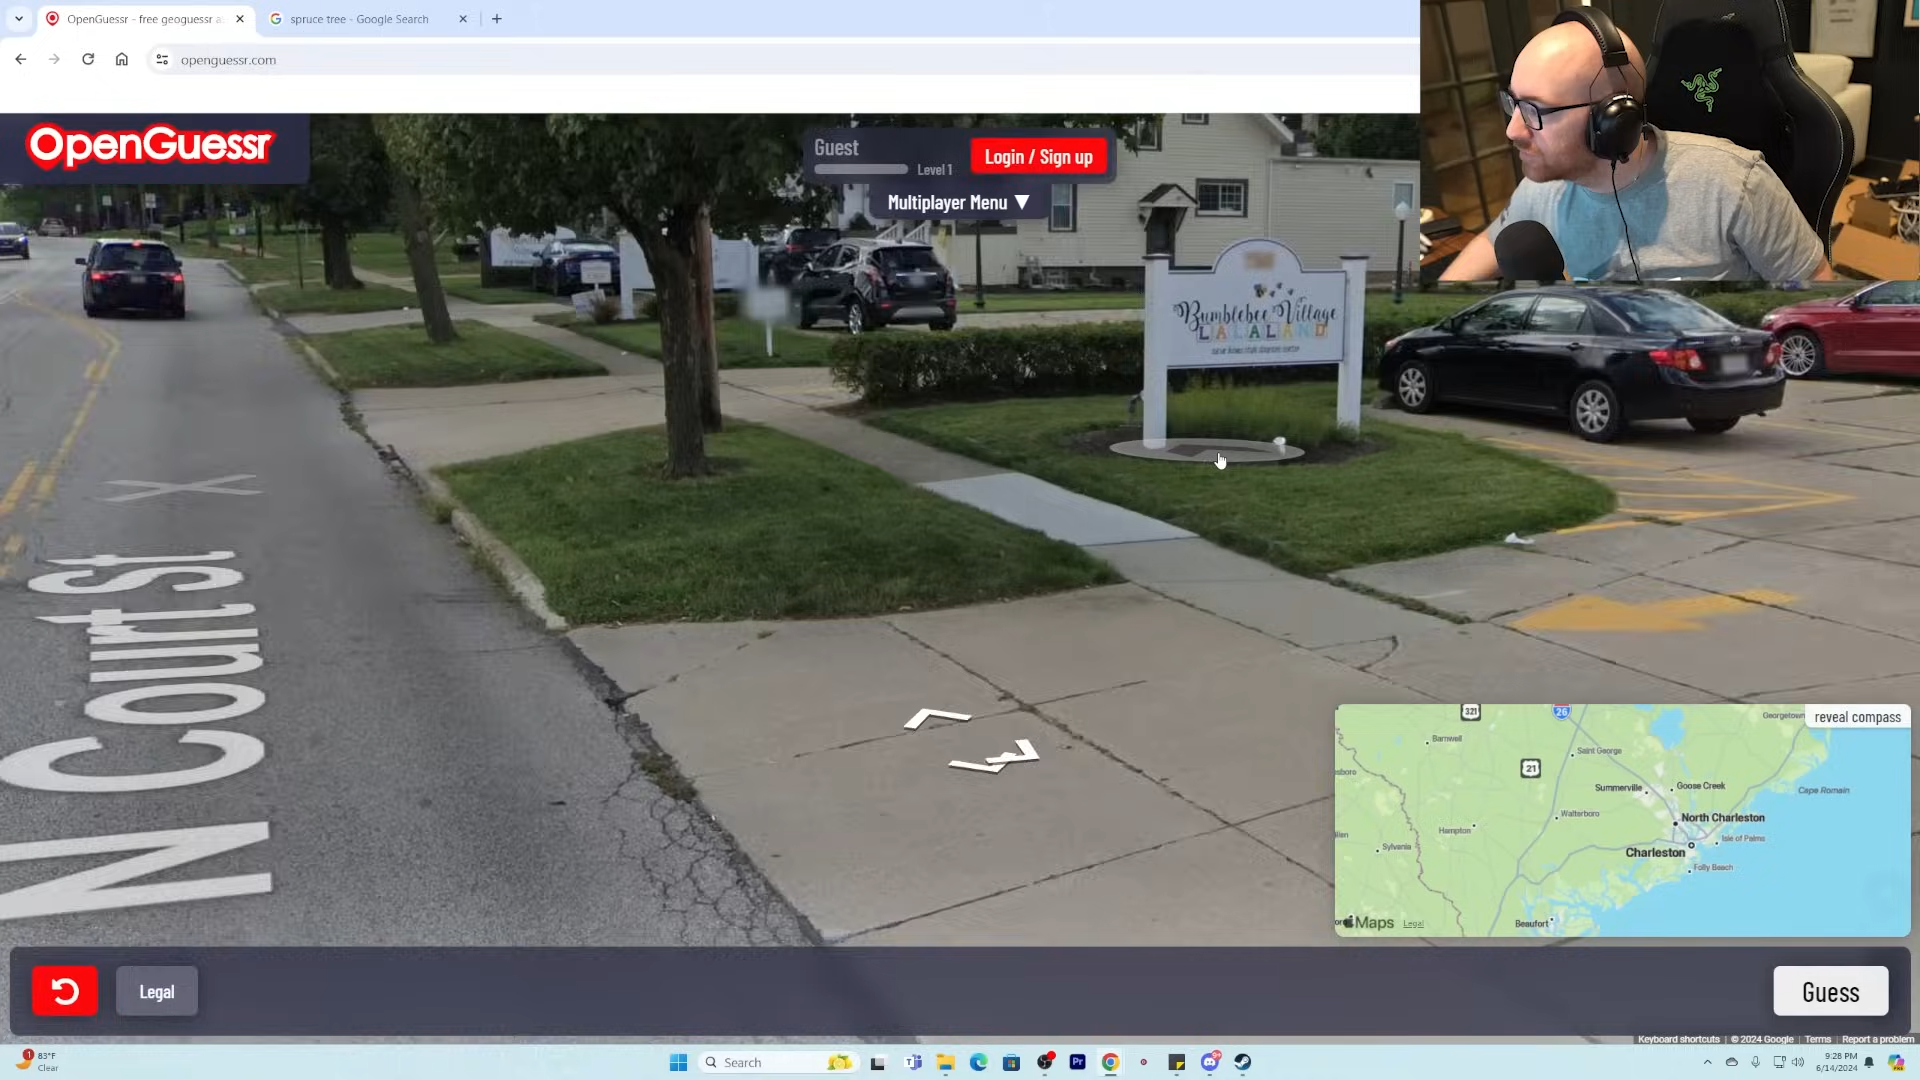 OpenGuessr - free geoguessr a
spruce tree - Google Search
openguessr.com
OpenGuessr
Guest
Level 1
Login / Sign up
Multiplayer Menu ▼
Bumblebee Village
LALALAND
N Court St
reveal compass
321
26
Georgetown
Barnwell
Saint George
21
Summerville
Goose Creek
Cape Romain
Walterboro
North Charleston
Hampton
Isle of Palms
Sylvania
Charleston
Folly Beach
Beaufort
Maps
Legal
Legal
Guess
Keyboard shortcuts
© 2024 Google
Terms
Report a problem
83°F
Clear
Search
Pr
9:28 PM
6/14/2024